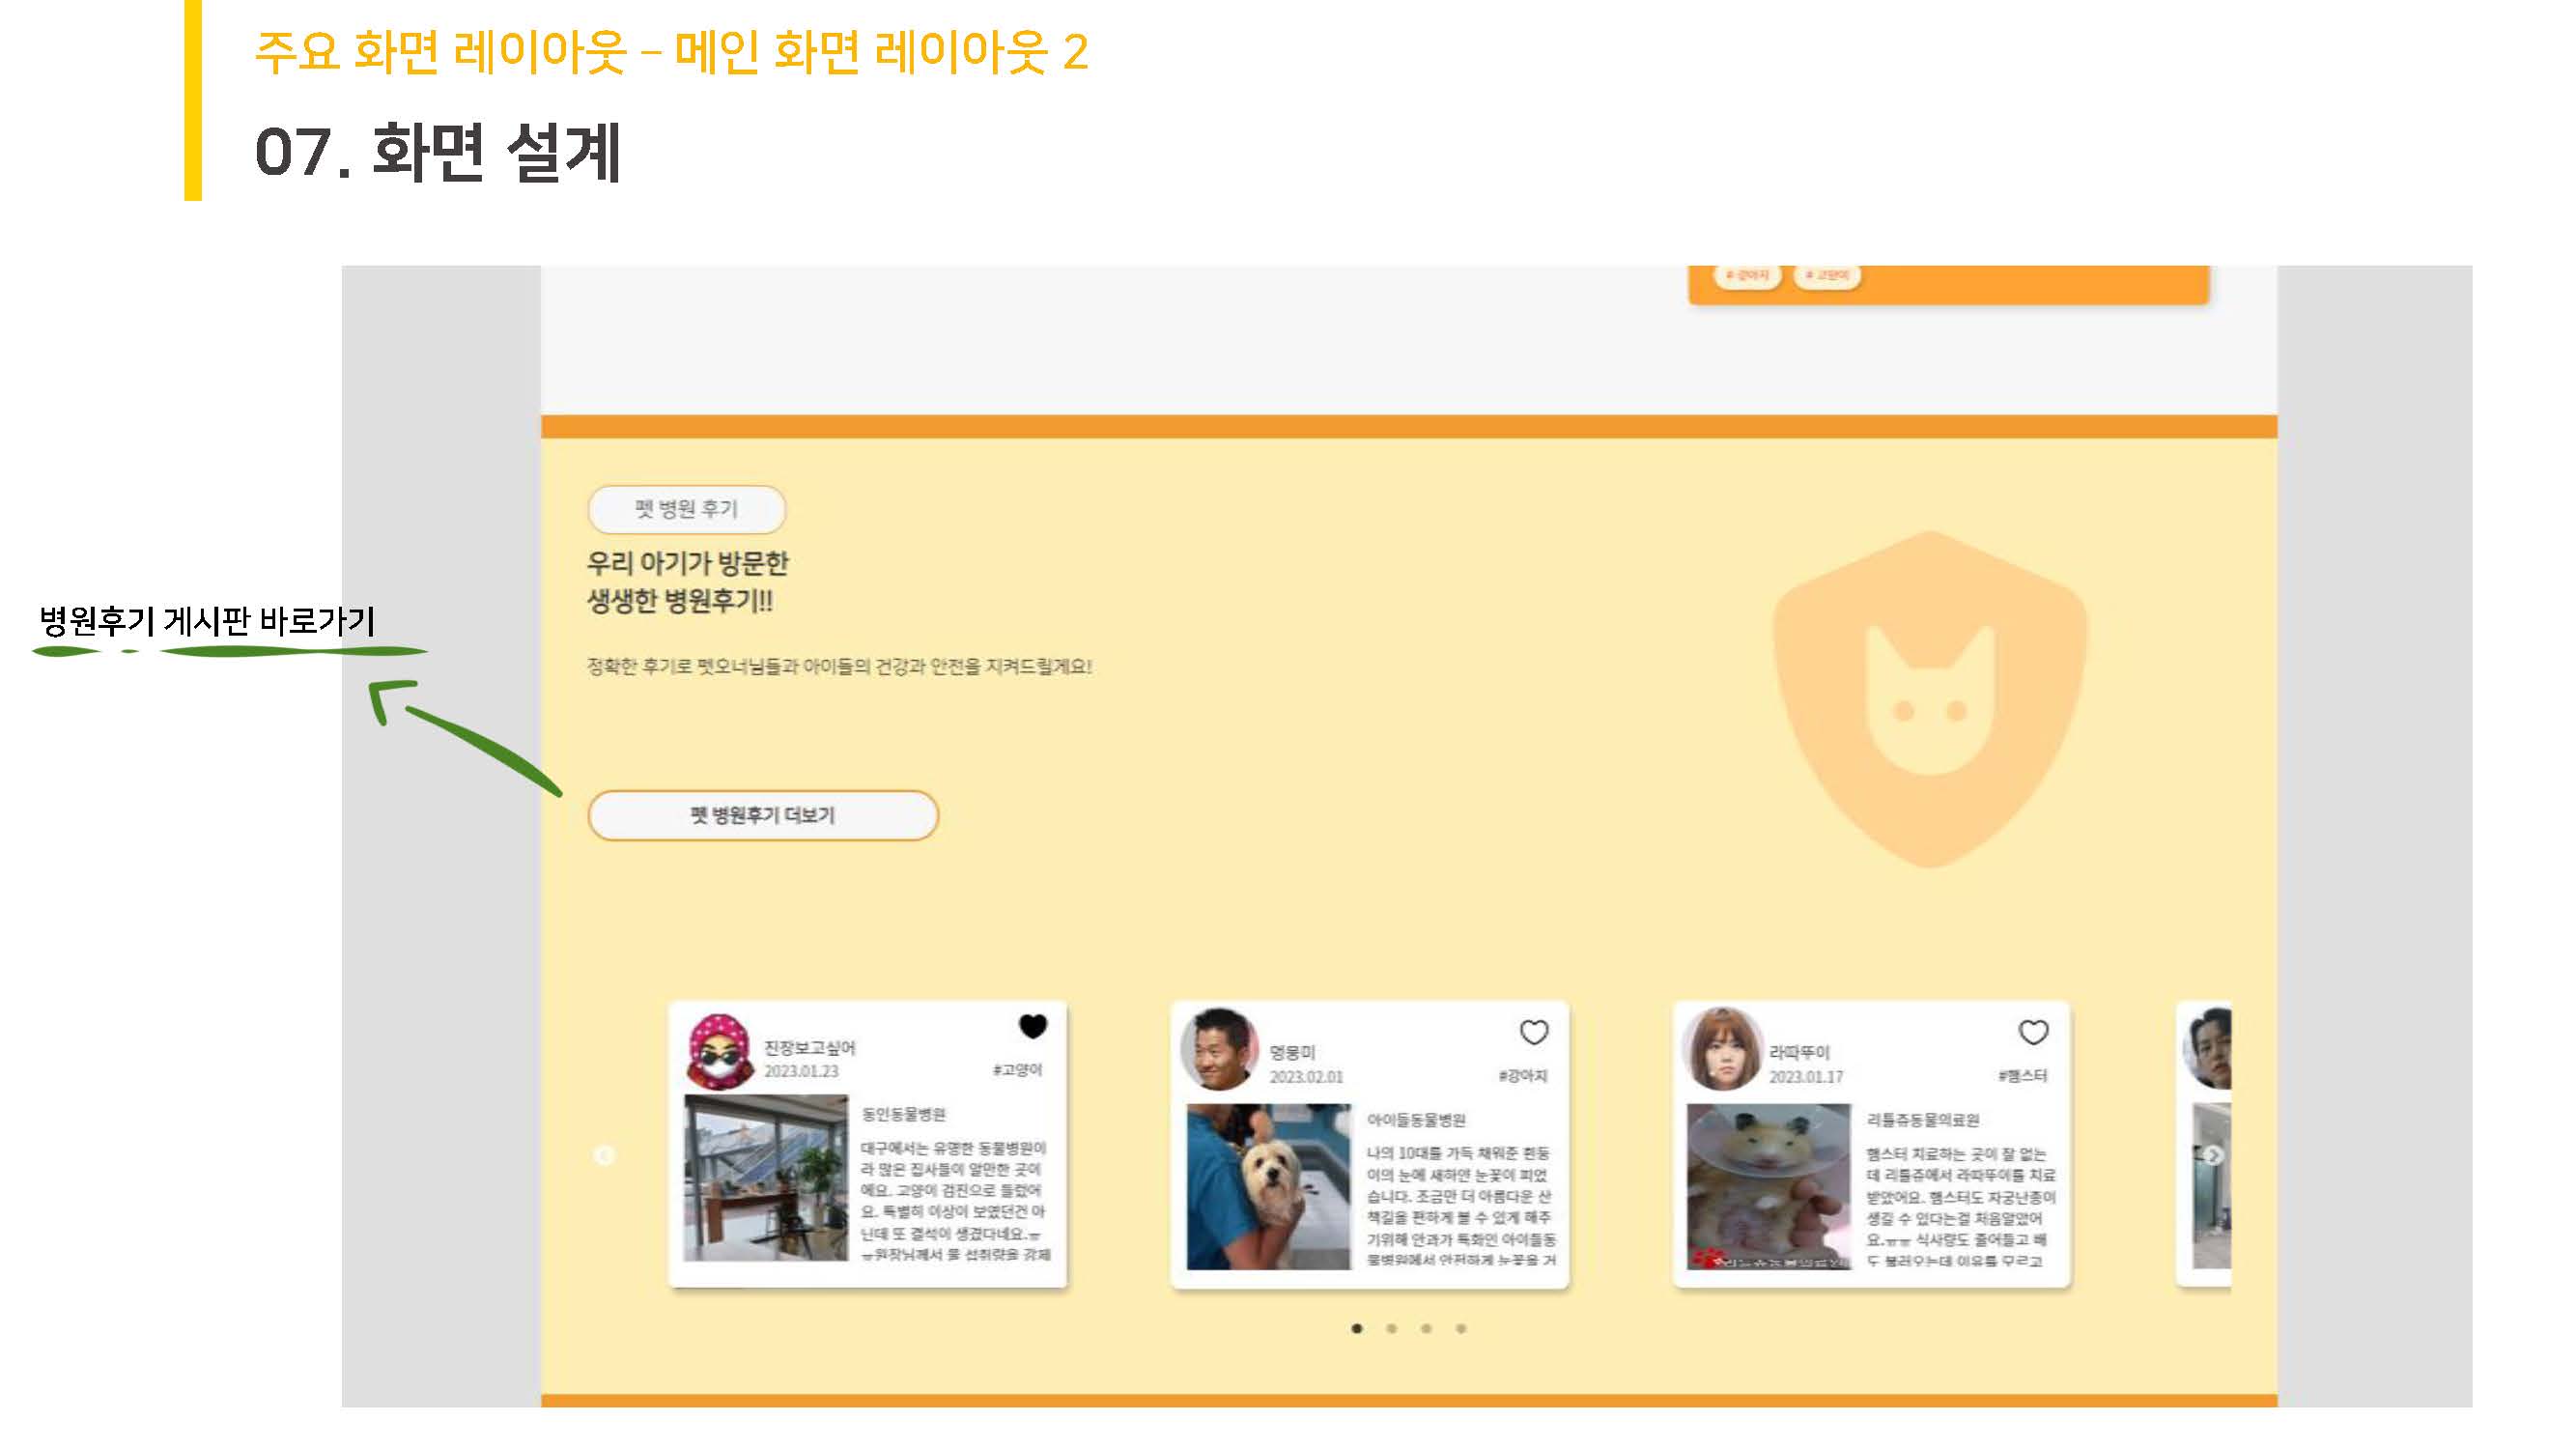 주요 화면 레이아웃 – 메인 화면 레이아웃 2
07. 화면 설계
# 강아지 # 고양이
펫 병원 후기
우리 아기가 방문한
생생한 병원후기!!
병원후기 게시판 바로가기
정확한 후기로 펫오너님들과 아이들의 건강과 안전을 지켜드릴게요!
펫 병원후기 더보기
진장보고싶어
2023.01.23
#고양이
동인동물병원
대구에서는 유명한 동물병원이
라 많은 집사들이 알만한 곳이
에요. 고양이 검진으로 들렀어
요. 특별히 이상이 보였던건 아
닌데 또 결석이 생겼다네요.ㅠ
ㅠ원장님께서 물 섭취량을 강제
멍뭉미
2023.02.01
#강아지
아이들동물병원
나의 10대를 가득 채워준 흰둥
이의 눈에 새하얀 눈꽃이 피었
습니다. 조금만 더 아름다운 산
책길을 편하게 볼 수 있게 해주
기위해 안과가 특화인 아이들동
물병원에서 안전하게 눈꽃을 거
라따뚜이
2023.01.17
#햄스터
리틀쥬동물의료원
햄스터 치료하는 곳이 잘 없는
데 리틀쥬에서 라따뚜이를 치료
받았어요. 햄스터도 자궁난종이
생길 수 있다는걸 처음알았어
요.ㅠㅠ 식사량도 줄어들고 배
도 불러오는데 이유를 모르고